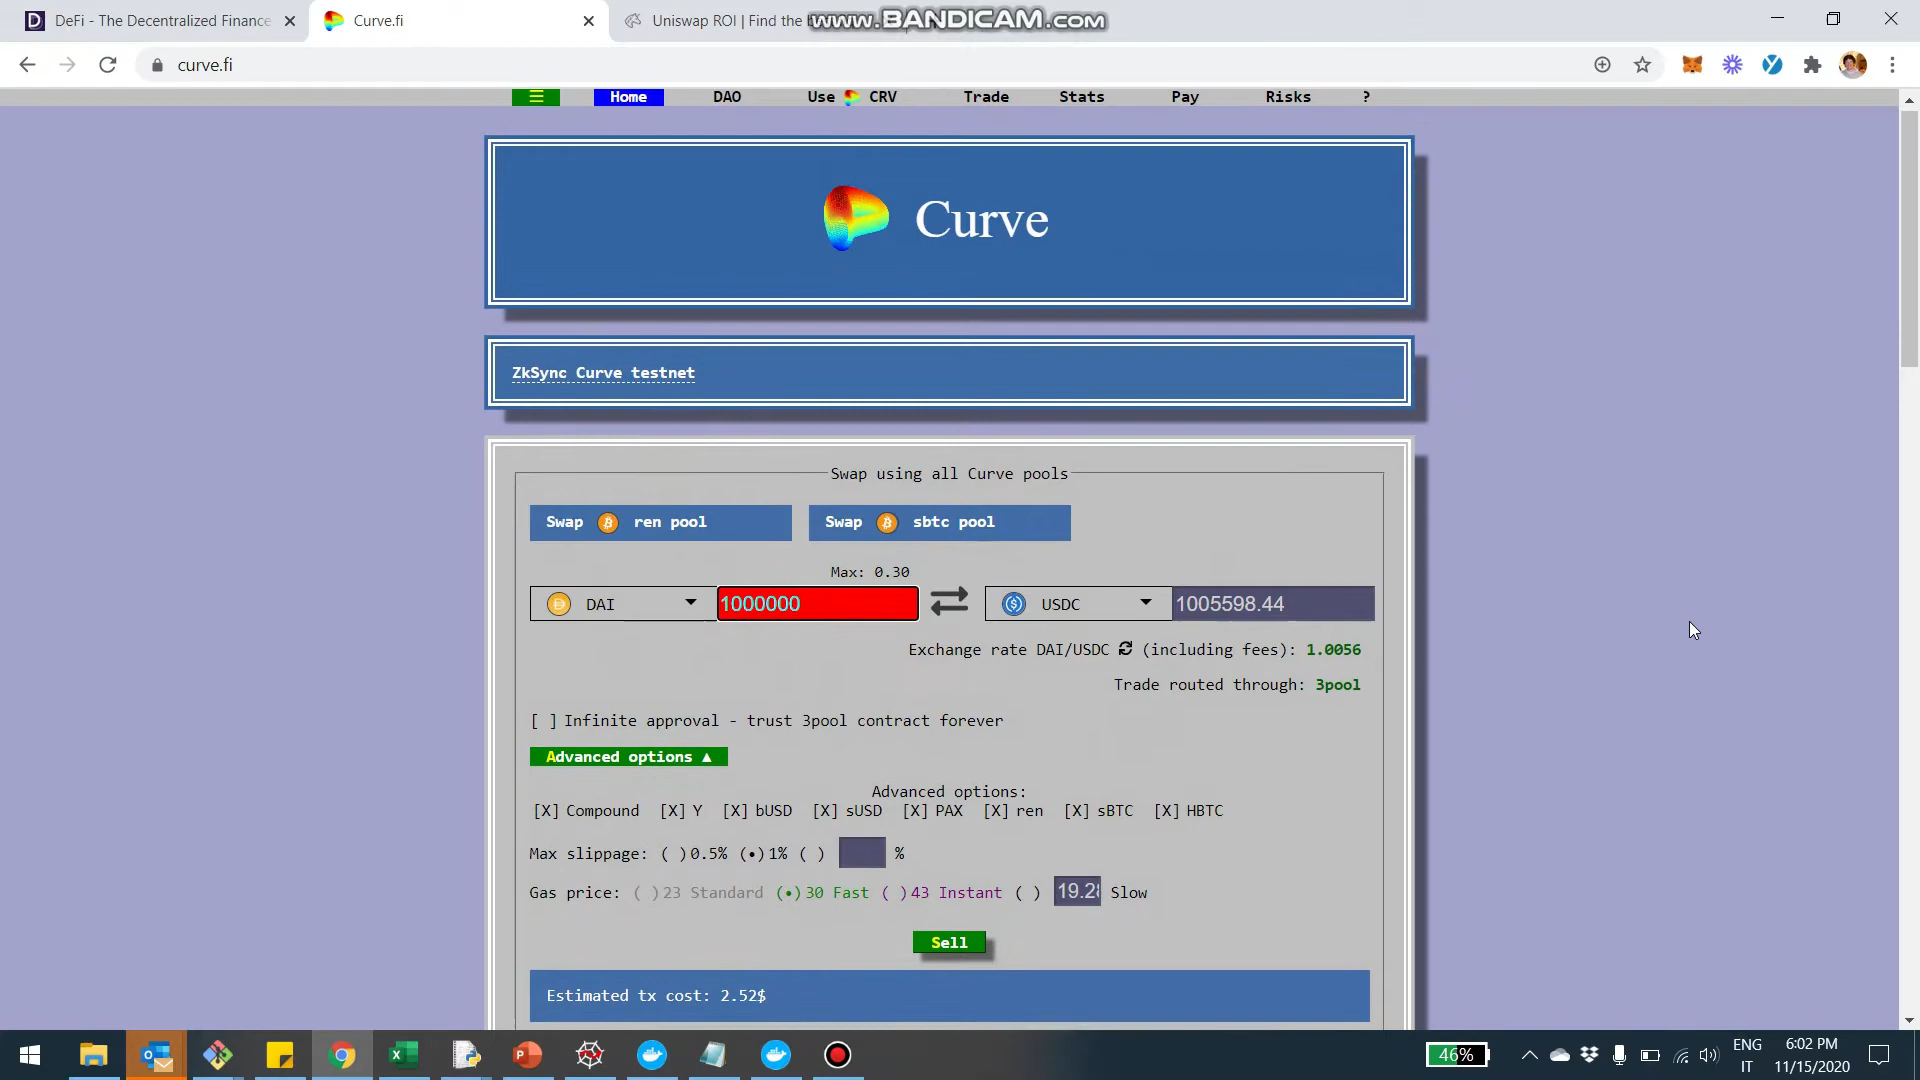 DeFi - The Decentralized Finance
Curve.fi
Uniswap ROI | Find the b
www.BANDICAM.com
curve.fi
Home
DAO
Use CRV
Trade
Stats
Pay
Risks
?
Curve
ZkSync Curve testnet
Swap using all Curve pools
Swap ren pool
Swap sbtc pool
Max: 0.30
DAI
1000000
USDC
1005598.44
Exchange rate DAI/USDC (including fees): 1.0056
Trade routed through: 3pool
[ ] Infinite approval - trust 3pool contract forever
Advanced options ▲
Advanced options:
[X] Compound [X] Y [X] bUSD [X] sUSD [X] PAX [X] ren [X] sBTC [X] HBTC
Max slippage: ( )0.5% (•)1% ( ) %
Gas price: ( )23 Standard (•)30 Fast ( )43 Instant ( ) 19.28 Slow
Sell
Estimated tx cost: 2.52$
46%
ENG
IT
6:02 PM
11/15/2020